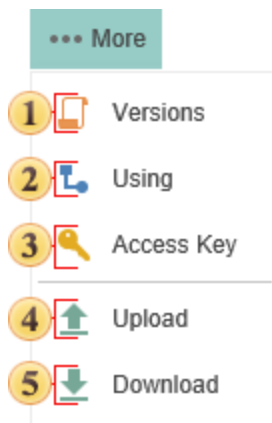 ••• More
1 Versions
2 Using
3 Access Key
4 Upload
5 Download